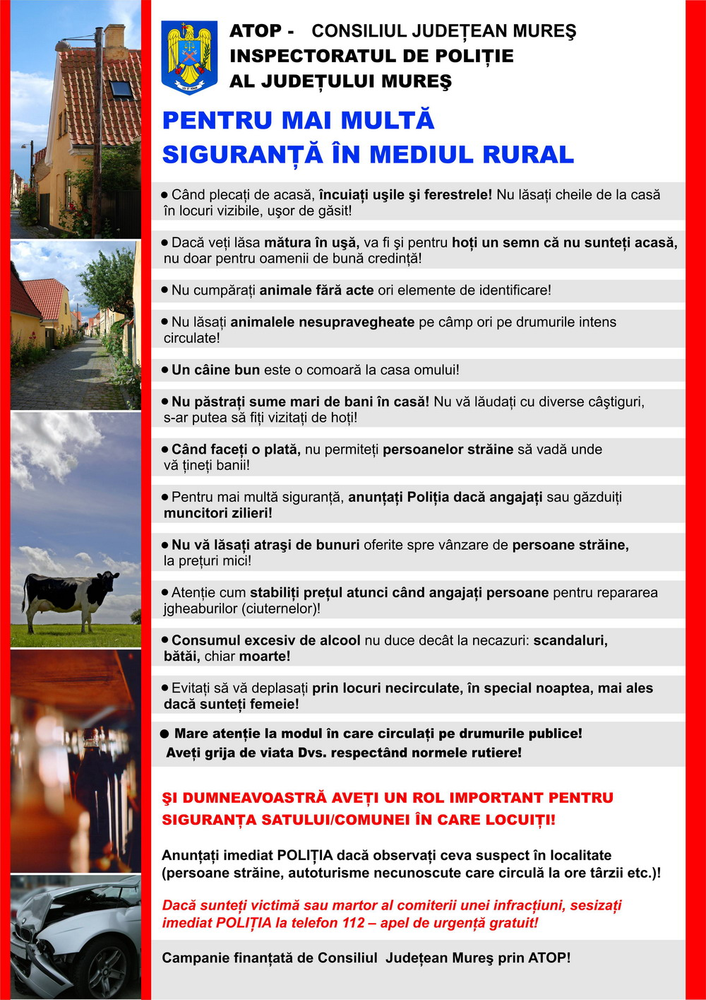 ATOP - CONSILIUL JUDEȚEAN MUREŞ
INSPECTORATUL DE POLIȚIE
AL JUDEȚULUI MUREŞ
PENTRU MAI MULTĂ
SIGURANȚĂ ÎN MEDIUL RURAL
● Când plecați de acasă, încuiați uşile şi ferestrele! Nu lăsați cheile de la casă
în locuri vizibile, uşor de găsit!
● Dacă veți lăsa mătura în uşă, va fi şi pentru hoți un semn că nu sunteți acasă,
nu doar pentru oamenii de bună credință!
● Nu cumpărați animale fără acte ori elemente de identificare!
● Nu lăsați animalele nesupravegheate pe câmp ori pe drumurile intens
circulate!
● Un câine bun este o comoară la casa omului!
● Nu păstrați sume mari de bani în casă! Nu vă lăudați cu diverse câştiguri,
s-ar putea să fiți vizitați de hoți!
● Când faceți o plată, nu permiteți persoanelor străine să vadă unde
vă țineți banii!
● Pentru mai multă siguranță, anunțați Poliția dacă angajați sau găzduiți
muncitori zilieri!
● Nu vă lăsați atraşi de bunuri oferite spre vânzare de persoane străine,
la prețuri mici!
● Atenție cum stabiliți prețul atunci când angajați persoane pentru repararea
jgheaburilor (ciuternelor)!
● Consumul excesiv de alcool nu duce decât la necazuri: scandaluri,
bătăi, chiar moarte!
● Evitați să vă deplasați prin locuri necirculate, în special noaptea, mai ales
dacă sunteți femeie!
● Mare atenție la modul în care circulați pe drumurile publice!
Aveți grija de viata Dvs. respectând normele rutiere!
ŞI DUMNEAVOASTRĂ AVEȚI UN ROL IMPORTANT PENTRU
SIGURANȚA SATULUI/COMUNEI ÎN CARE LOCUIȚI!
Anunțați imediat POLIȚIA dacă observați ceva suspect în localitate
(persoane străine, autoturisme necunoscute care circulă la ore târzii etc.)!
Dacă sunteți victimă sau martor al comiterii unei infracțiuni, sesizați
imediat POLIȚIA la telefon 112 – apel de urgență gratuit!
Campanie finanțată de Consiliul Județean Mureş prin ATOP!